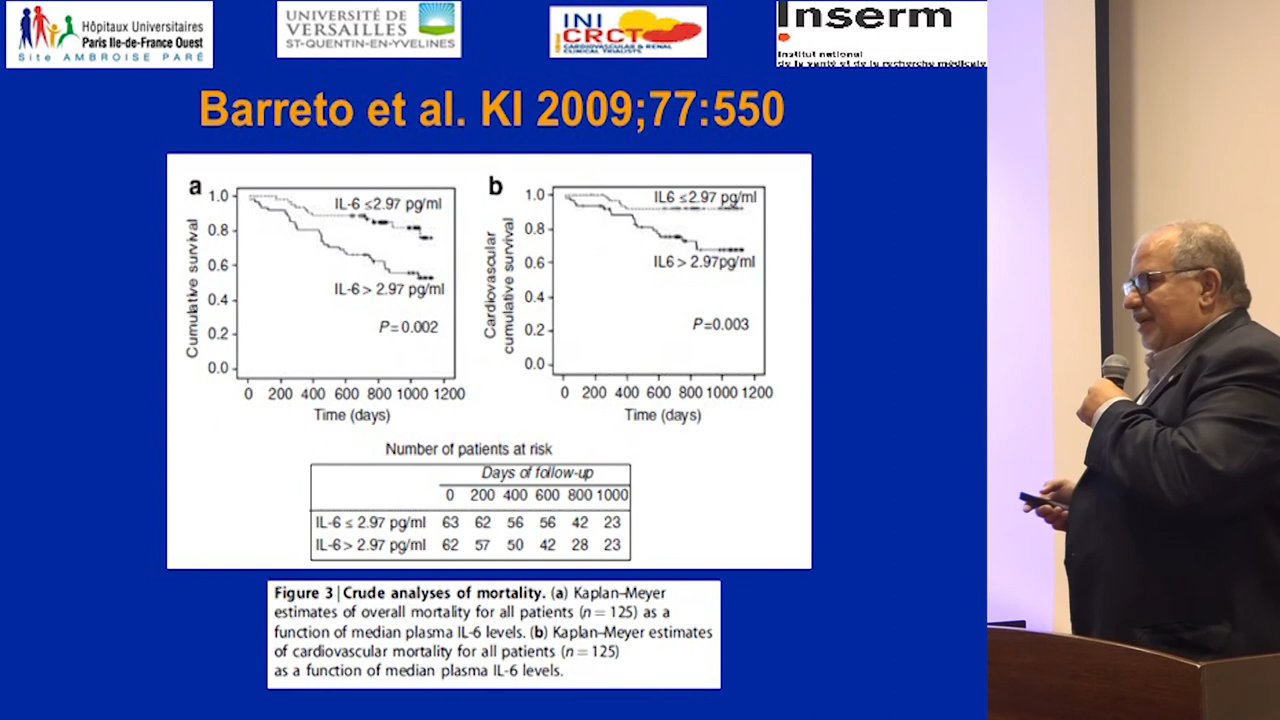 Hôpitaux Universitaires
Paris Ile-de-France Ouest
Site AMBROISE PARÉ
UNIVERSITÉ DE
VERSAILLES
ST-QUENTIN-EN-YVELINES
INI
CRCT
CARDIOVASCULAR & RENAL
CLINICAL TRIALISTS
Inserm
Institut national
de la santé et de la recherche médicale
Barreto et al. KI 2009;77:550
a
1.0
0.8
0.6
0.4
0.2
0.0
Cumulative survival
IL-6 ≤2.97 pg/ml
IL-6 > 2.97 pg/ml
P=0.002
0 200 400 600 800 1000 1200
Time (days)
b
1.0
0.8
0.6
0.4
0.2
0.0
Cardiovascular
cumulative survival
IL6 ≤2.97 pg/ml
IL6 > 2.97pg/ml
P=0.003
0 200 400 600 800 1000 1200
Time (days)
Number of patients at risk
Days of follow-up
0 200 400 600 800 1000
IL-6 ≤ 2.97 pg/ml 63 62 56 56 42 23
IL-6 > 2.97 pg/ml 62 57 50 42 28 23
Figure 3 | Crude analyses of mortality. (a) Kaplan–Meyer
estimates of overall mortality for all patients (n = 125) as a
function of median plasma IL-6 levels. (b) Kaplan–Meyer estimates
of cardiovascular mortality for all patients (n = 125)
as a function of median plasma IL-6 levels.